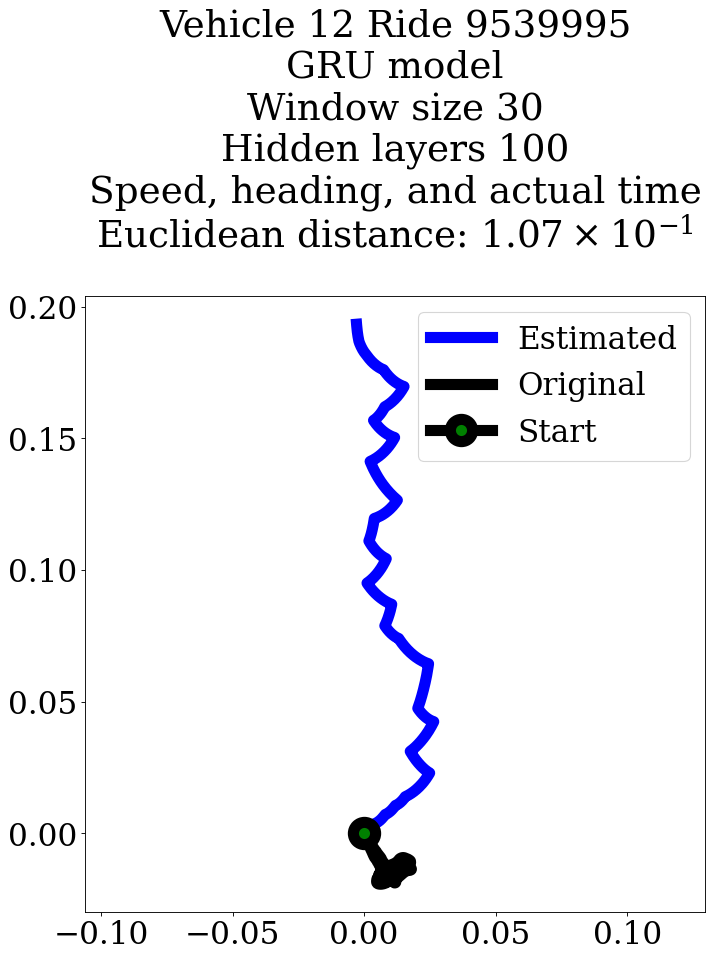 Vehicle 12 Ride 9539995
GRU model
Window size 30
Hidden layers 100
Speed, heading, and actual time
Euclidean distance: 1.07 × 10⁻¹
0.20
0.15
0.10
0.05
0.00
Estimated
Original
Start
−0.10 −0.05 0.00 0.05 0.10